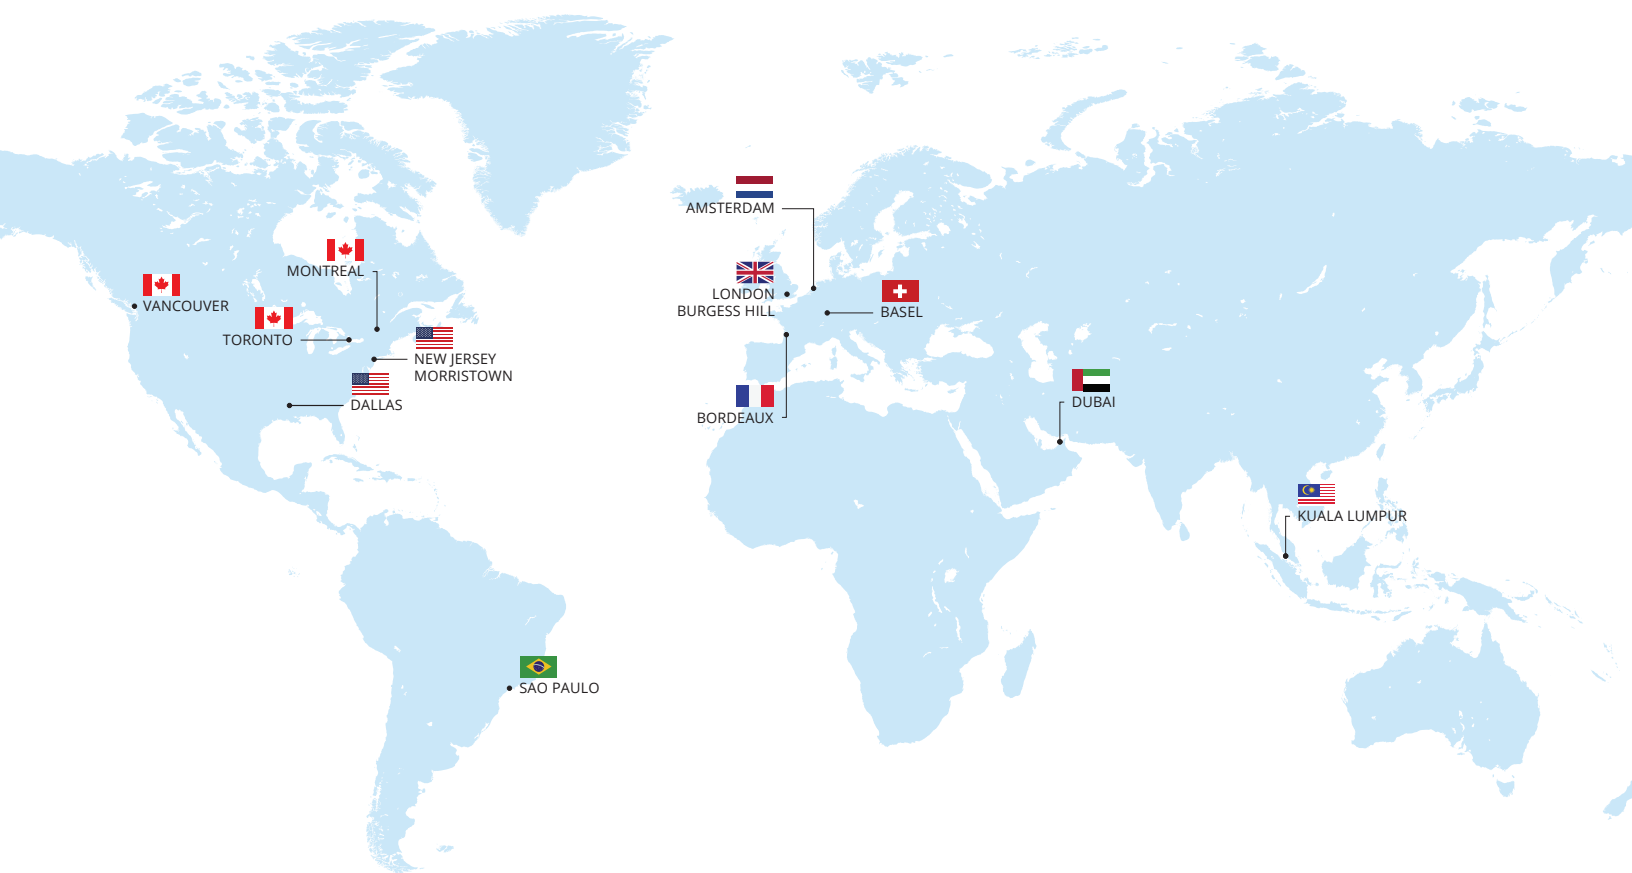 AMSTERDAM
MONTREAL
VANCOUVER
TORONTO
NEW JERSEY
MORRISTOWN
DALLAS
LONDON
BURGESS HILL
BASEL
BORDEAUX
DUBAI
KUALA LUMPUR
SAO PAULO